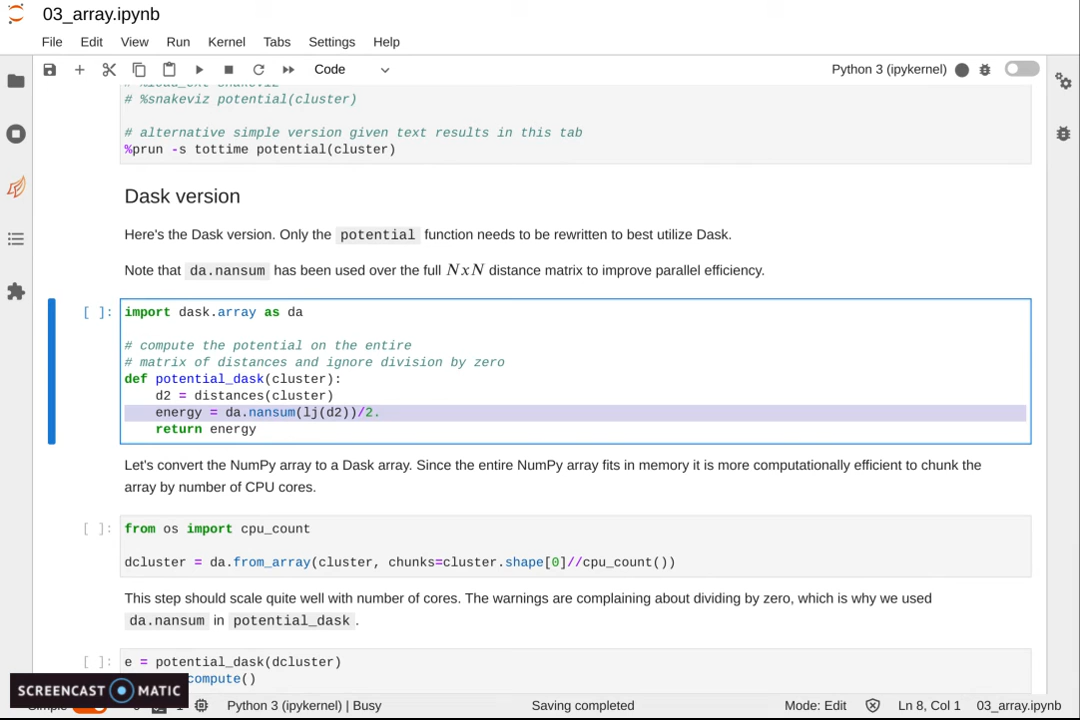 03_array.ipynb
File Edit View Run Kernel Tabs Settings Help
Code Python 3 (ipykernel)
# %snakeviz potential(cluster)
# alternative simple version given text results in this tab
%prun -s tottime potential(cluster)
Dask version
Here's the Dask version. Only the potential function needs to be rewritten to best utilize Dask.
Note that da.nansum has been used over the full NxN distance matrix to improve parallel efficiency.
[ ]: import dask.array as da
# compute the potential on the entire
# matrix of distances and ignore division by zero
def potential_dask(cluster):
d2 = distances(cluster)
energy = da.nansum(lj(d2))/2.
return energy
Let's convert the NumPy array to a Dask array. Since the entire NumPy array fits in memory it is more computationally efficient to chunk the
array by number of CPU cores.
[ ]: from os import cpu_count
dcluster = da.from_array(cluster, chunks=cluster.shape[0]//cpu_count())
This step should scale quite well with number of cores. The warnings are complaining about dividing by zero, which is why we used
da.nansum in potential_dask .
[ ]: e = potential_dask(dcluster)
compute()
SCREENCAST MATIC
Python 3 (ipykernel) | Busy Saving completed Mode: Edit Ln 8, Col 1 03_array.ipynb